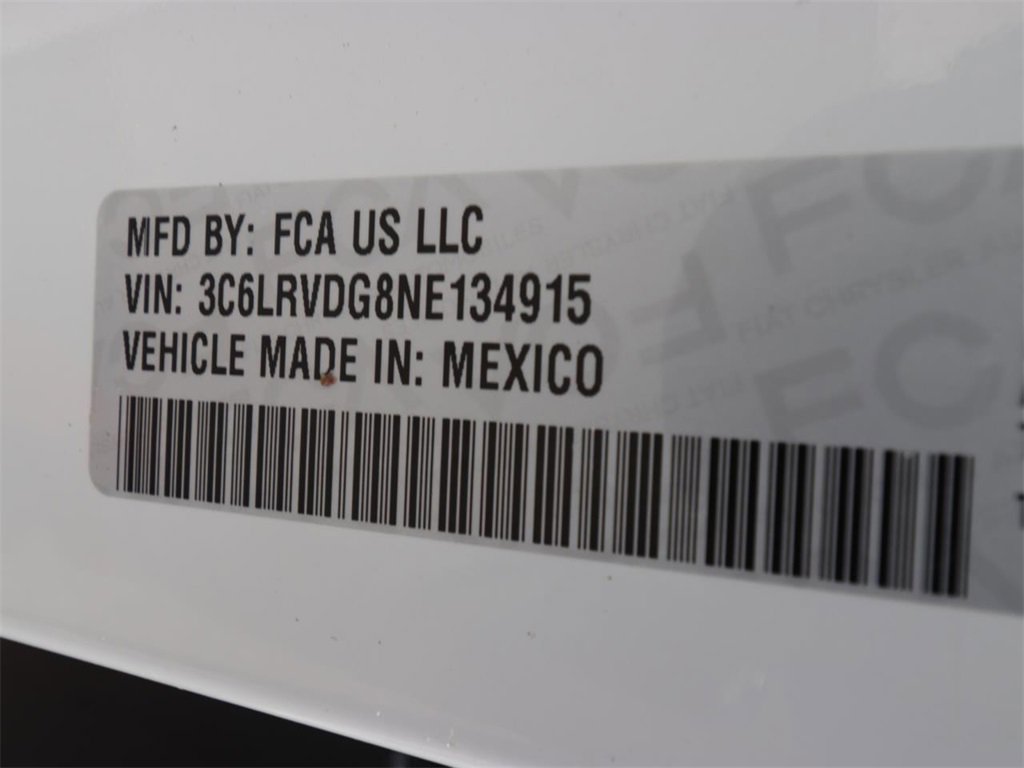 MFD BY: FCA US LLC
VIN: 3C6LRVDG8NE134915
VEHICLE MADE IN: MEXICO